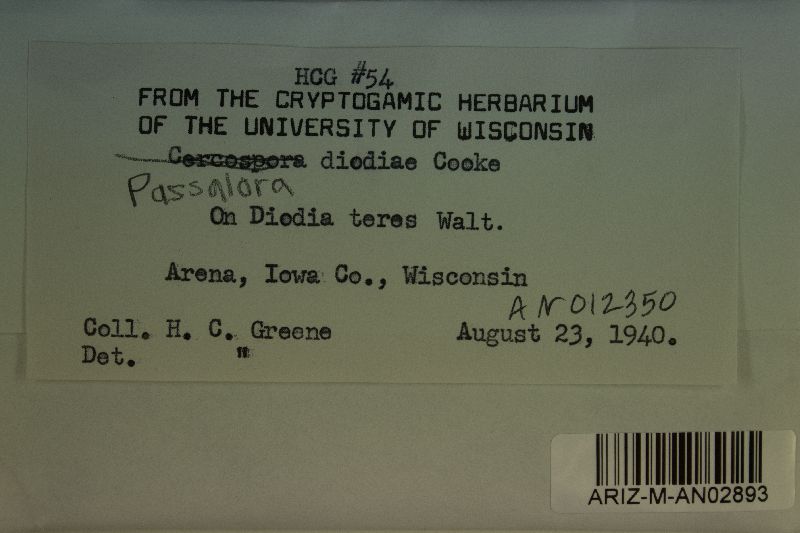 HCG #54
FROM THE CRYPTOGAMIC HERBARIUM
OF THE UNIVERSITY OF WISCONSIN
Cercospora diodiae Cooke
Passalora
On Diodia teres Walt.
Arena, Iowa Co., Wisconsin
AN012350
Coll. H. C. Greene August 23, 1940.
Det. "
ARIZ-M-AN02893